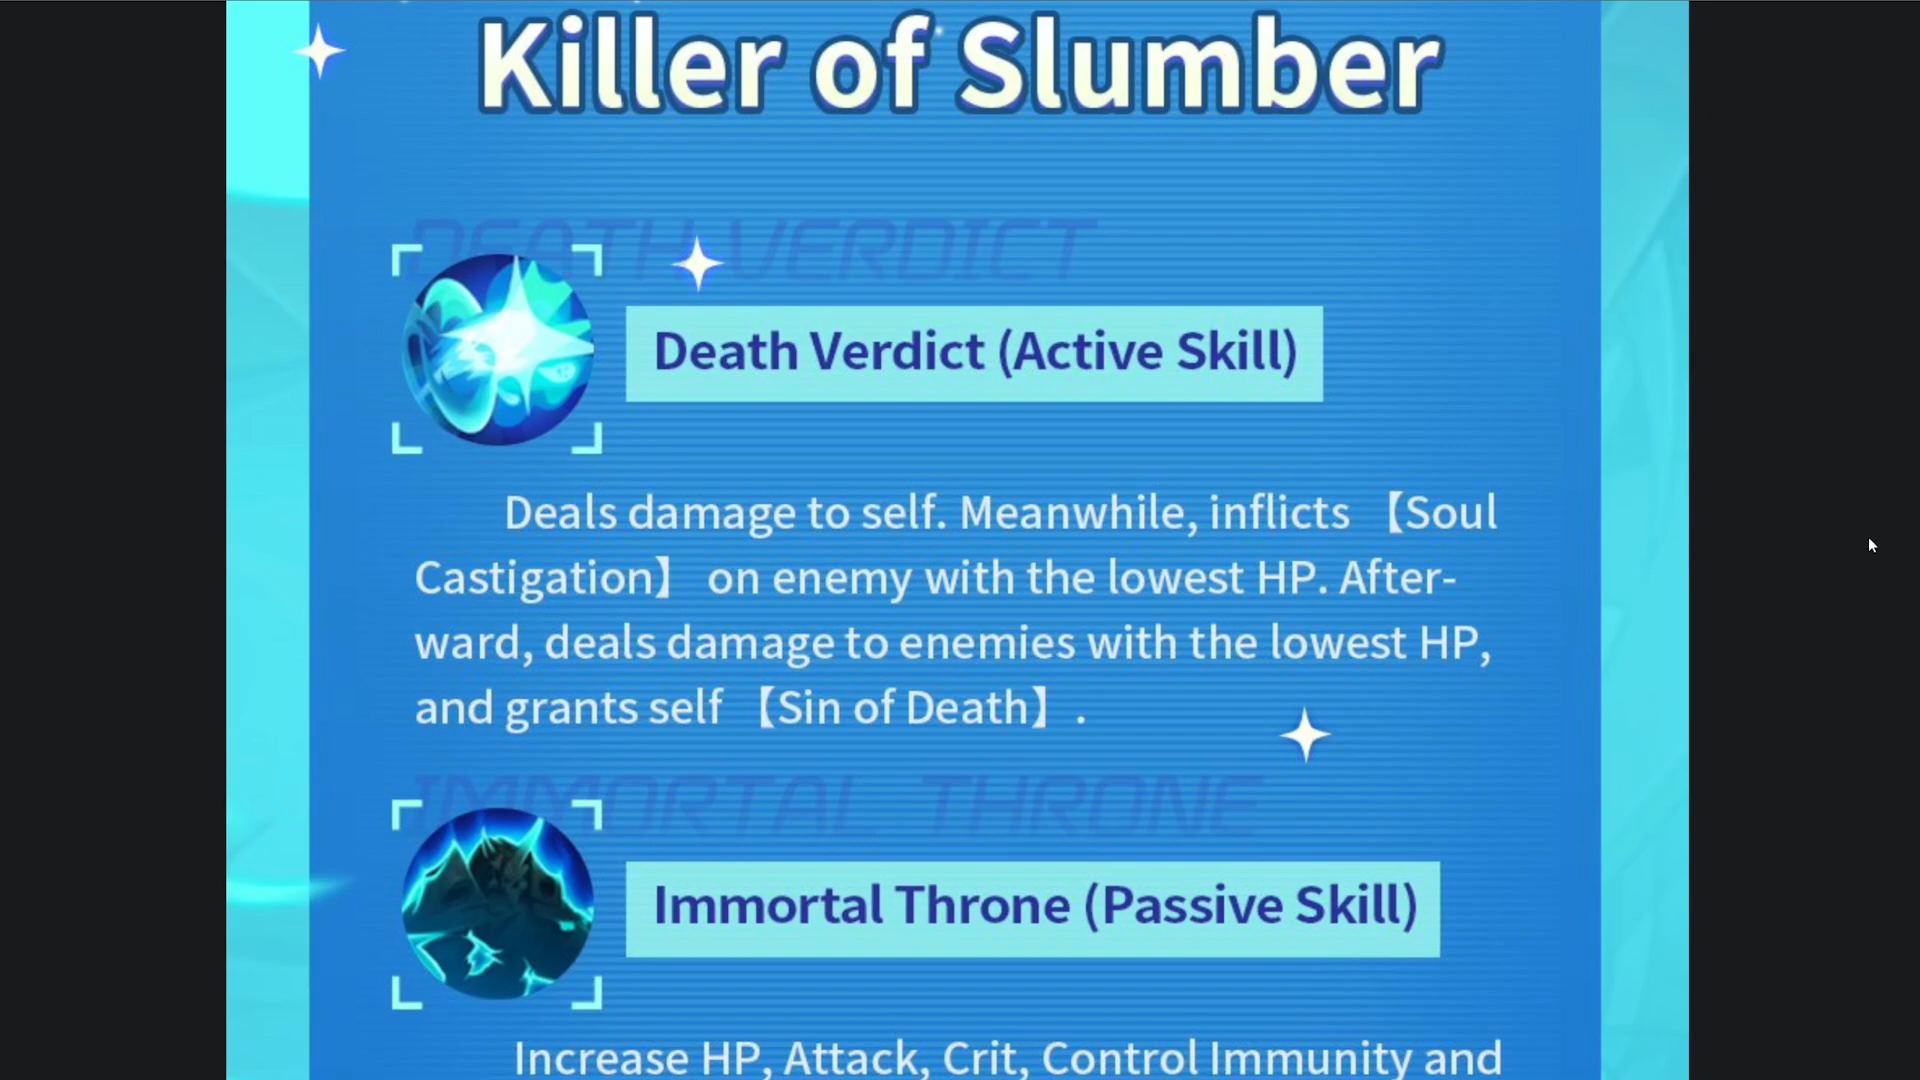 Killer of Slumber
DEATH VERDICT
Death Verdict (Active Skill)
Deals damage to self. Meanwhile, inflicts 【Soul
Castigation】 on enemy with the lowest HP. After-
ward, deals damage to enemies with the lowest HP,
and grants self 【Sin of Death】.
IMMORTAL THRONE
Immortal Throne (Passive Skill)
Increase HP, Attack, Crit, Control Immunity and